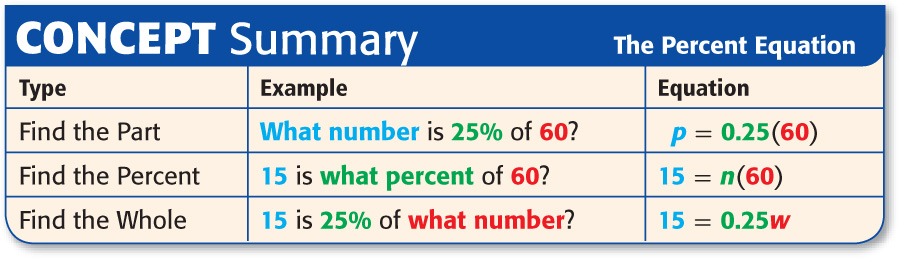 CONCEPT Summary The Percent Equation
Type Example Equation
Find the Part What number is 25% of 60? p = 0.25(60)
Find the Percent 15 is what percent of 60? 15 = n(60)
Find the Whole 15 is 25% of what number? 15 = 0.25w